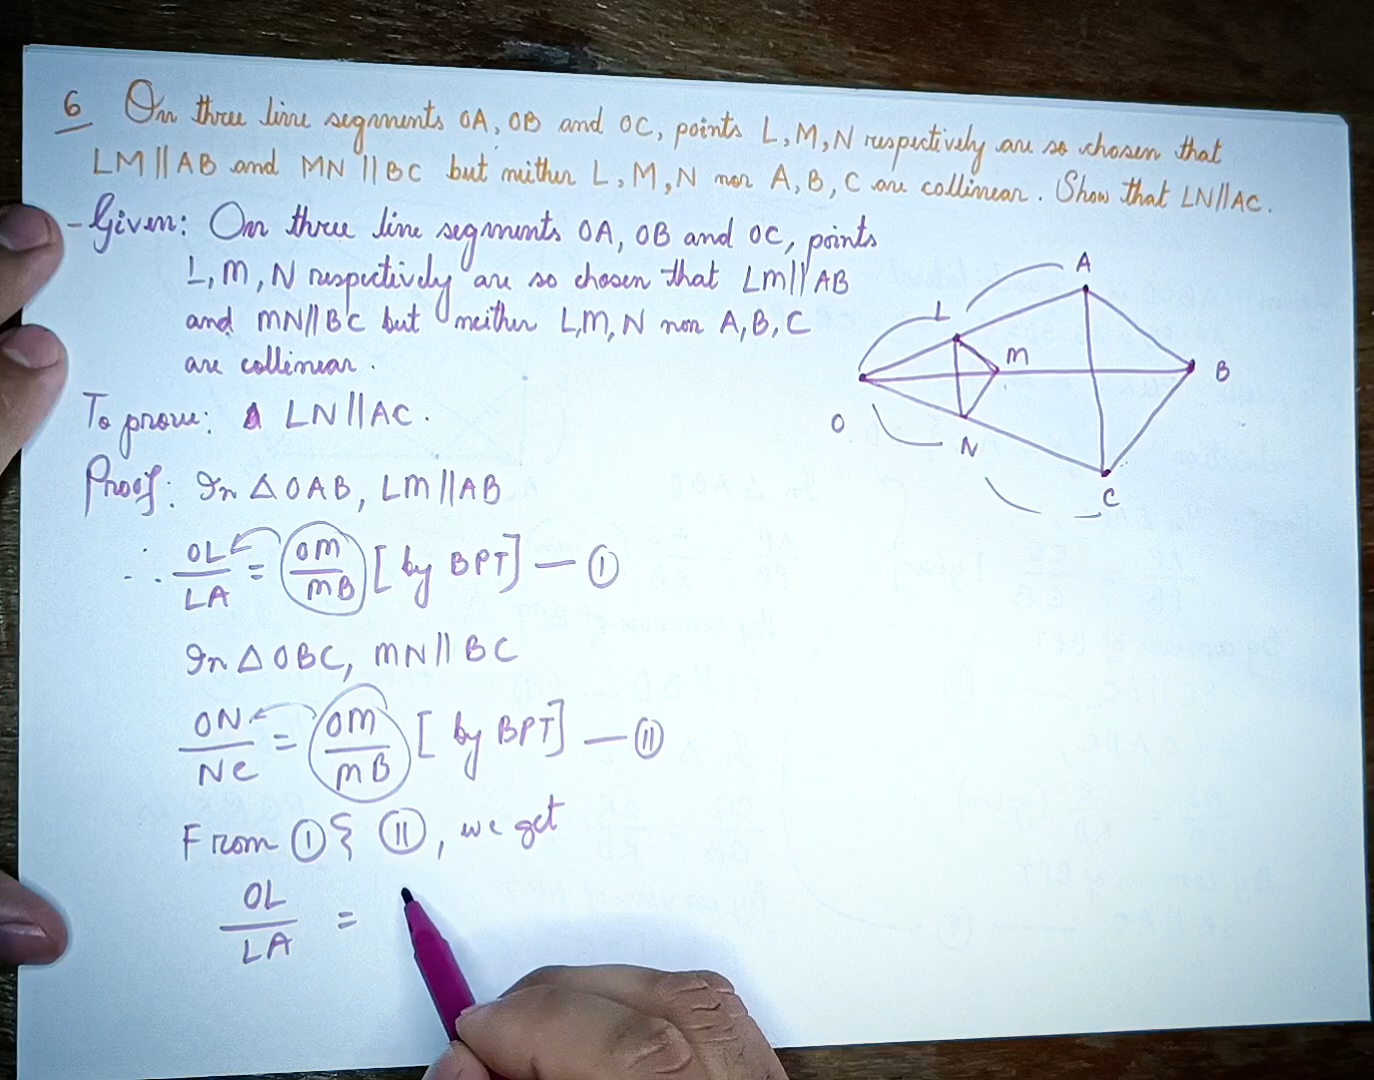 6 On three line segments OA, OB and OC, points L, M, N respectively are so chosen that
LM || AB and MN || BC but neither L, M, N nor A, B, C are collinear. Show that LN || AC.
Given: On three line segments OA, OB and OC, points
L, M, N respectively are so chosen that LM || AB
and MN || BC but neither L, M, N nor A, B, C
are collinear.
To prove: LN || AC.
Proof: In △OAB, LM || AB
∴ OL/LA = OM/MB [by BPT] — (I)
In △OBC, MN || BC
ON/NC = OM/MB [by BPT] — (II)
From (I) & (II), we get
OL/LA =
A
L
M
B
O
N
C